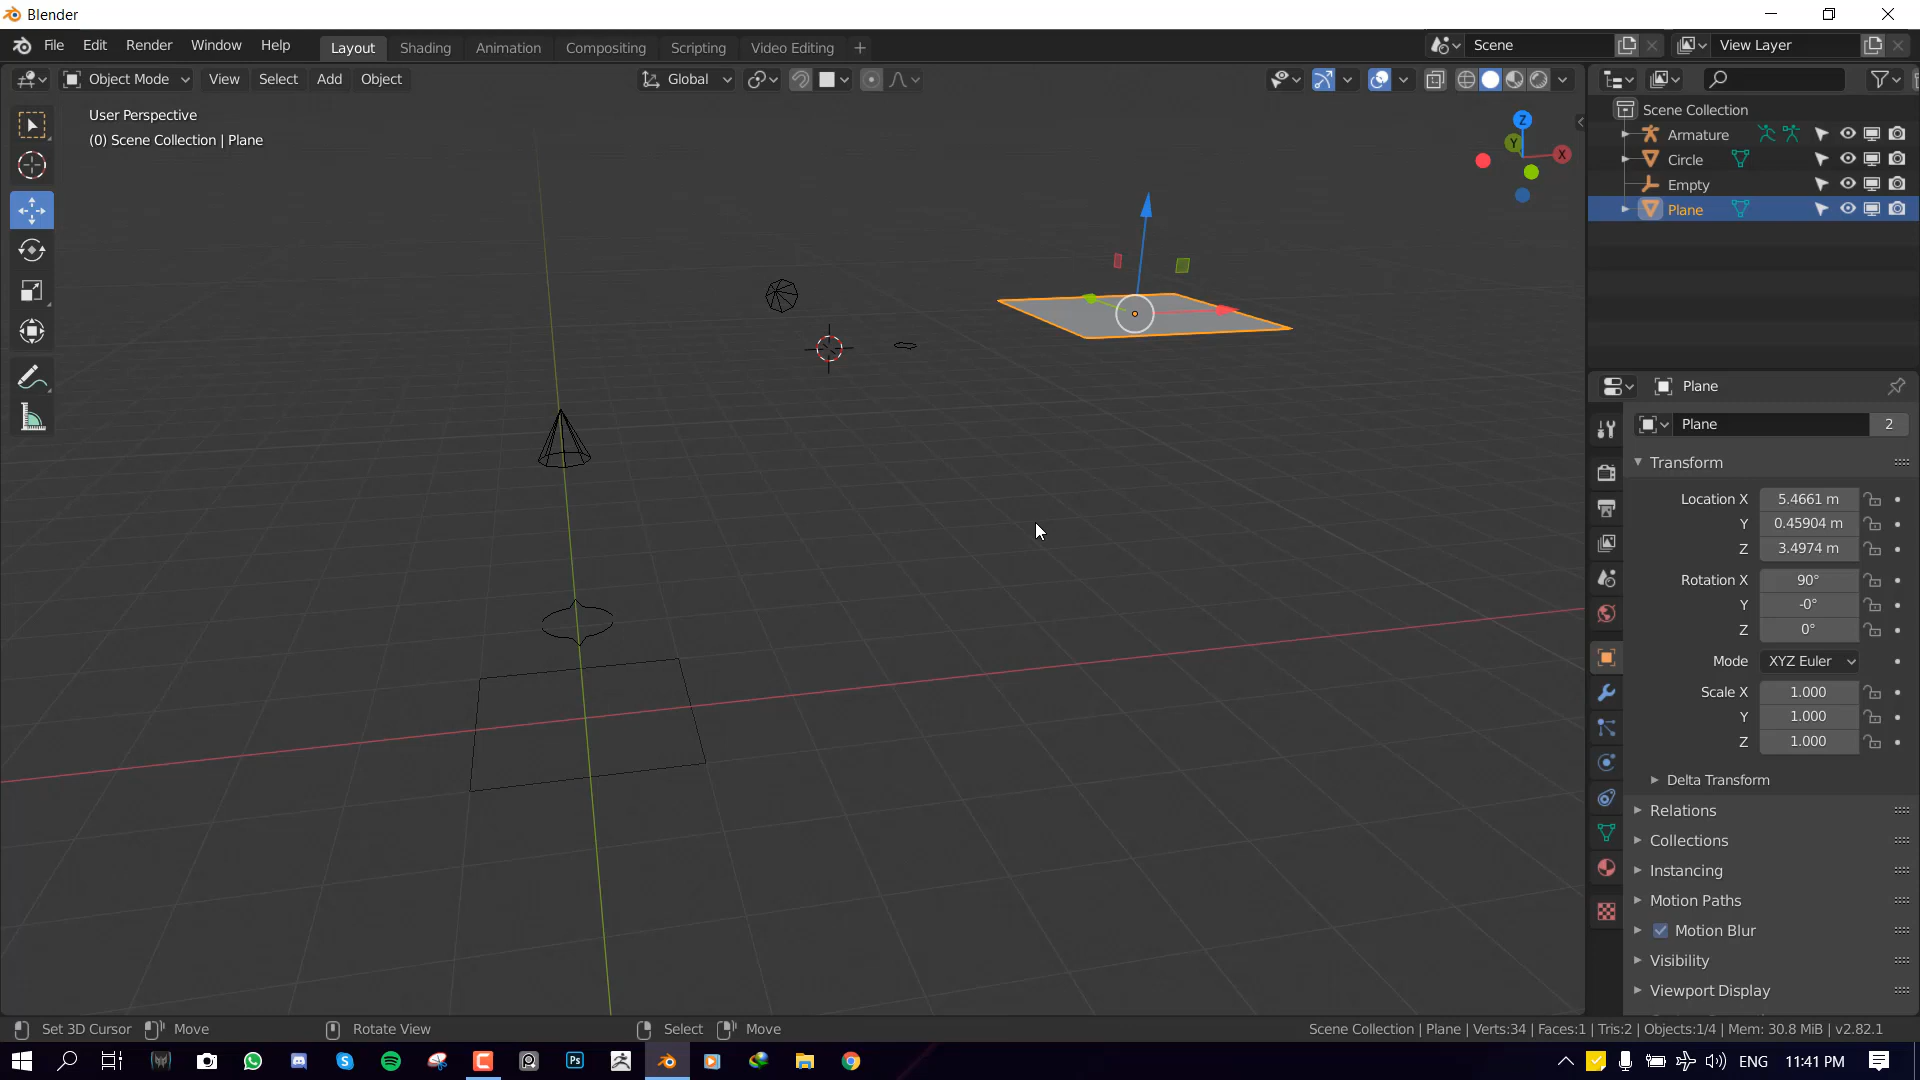 Blender
File Edit Render Window Help Layout Shading Animation Compositing Scripting Video Editing + Scene View Layer
Object Mode View Select Add Object Global
User Perspective
(0) Scene Collection | Plane
Z
Y
X
Scene Collection
Armature
Circle
Empty
Plane
Plane
Plane 2
Transform
Location X 5.4661 m
Y 0.45904 m
Z 3.4974 m
Rotation X 90°
Y -0°
Z 0°
Mode XYZ Euler
Scale X 1.000
Y 1.000
Z 1.000
Delta Transform
Relations
Collections
Instancing
Motion Paths
Motion Blur
Visibility
Viewport Display
Set 3D Cursor Move Rotate View Select Move Scene Collection | Plane | Verts:34 | Faces:1 | Tris:2 | Objects:1/4 | Mem: 30.8 MiB | v2.82.1
Ps ENG 11:41 PM